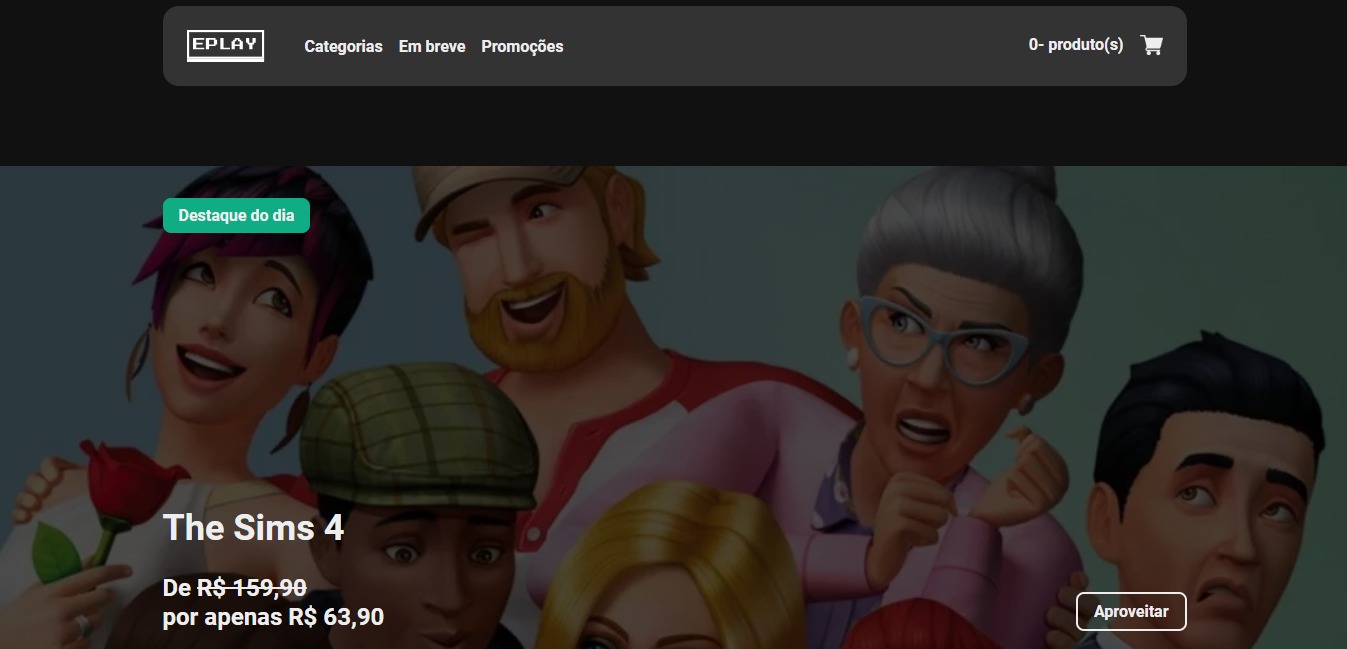 EPLAY
Categorias Em breve Promoções
0- produto(s)
Destaque do dia
The Sims 4
De R$ 159,90
por apenas R$ 63,90
Aproveitar